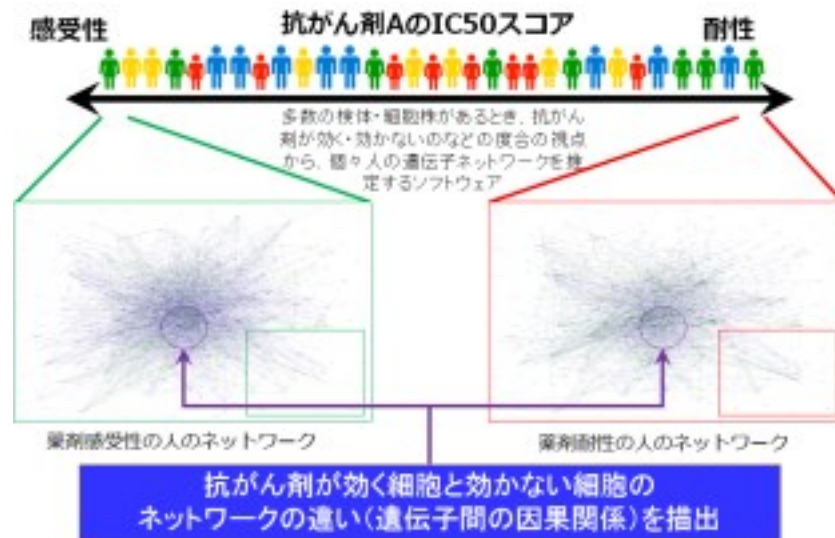 感受性
抗がん剤AのIC50スコア
耐性
多数の検体・細胞株があるとき、抗がん
剤が効く・効かないのなどの度合の視点
から、個々人の遺伝子ネットワークを推
定するソフトウェア
薬剤感受性の人のネットワーク
薬剤耐性の人のネットワーク
抗がん剤が効く細胞と効かない細胞の
ネットワークの違い(遺伝子間の因果関係)を描出